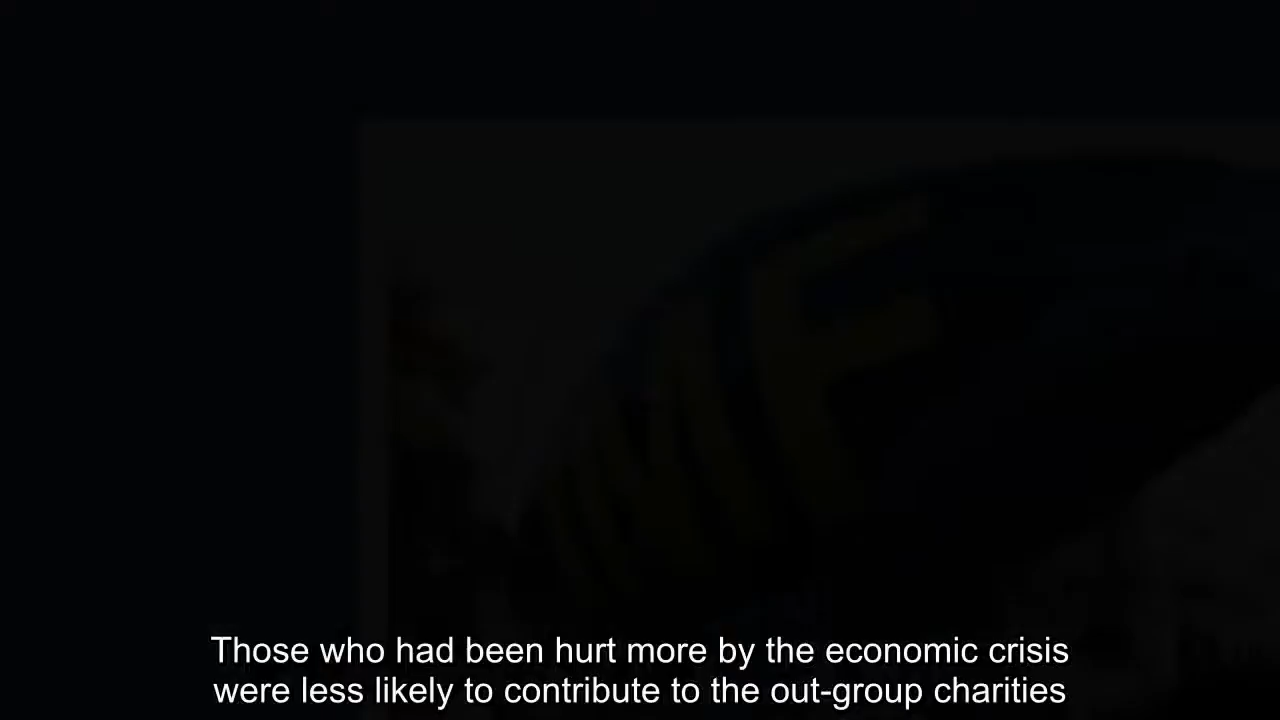 Those who had been hurt more by the economic crisis
were less likely to contribute to the out-group charities